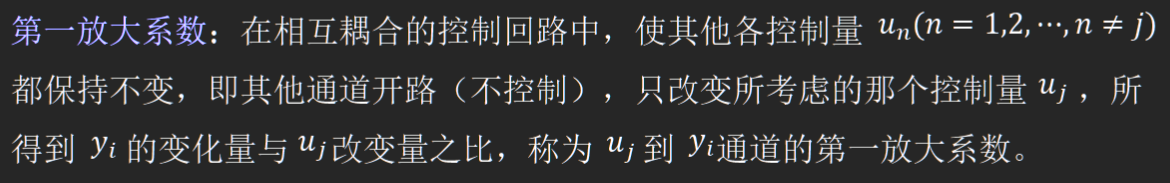 第一放大系数：在相互耦合的控制回路中，使其他各控制量 uₙ(n = 1,2,⋯,n ≠ j)
都保持不变，即其他通道开路（不控制），只改变所考虑的那个控制量 uⱼ ，所
得到 yᵢ 的变化量与 uⱼ改变量之比，称为 uⱼ 到 yᵢ通道的第一放大系数。